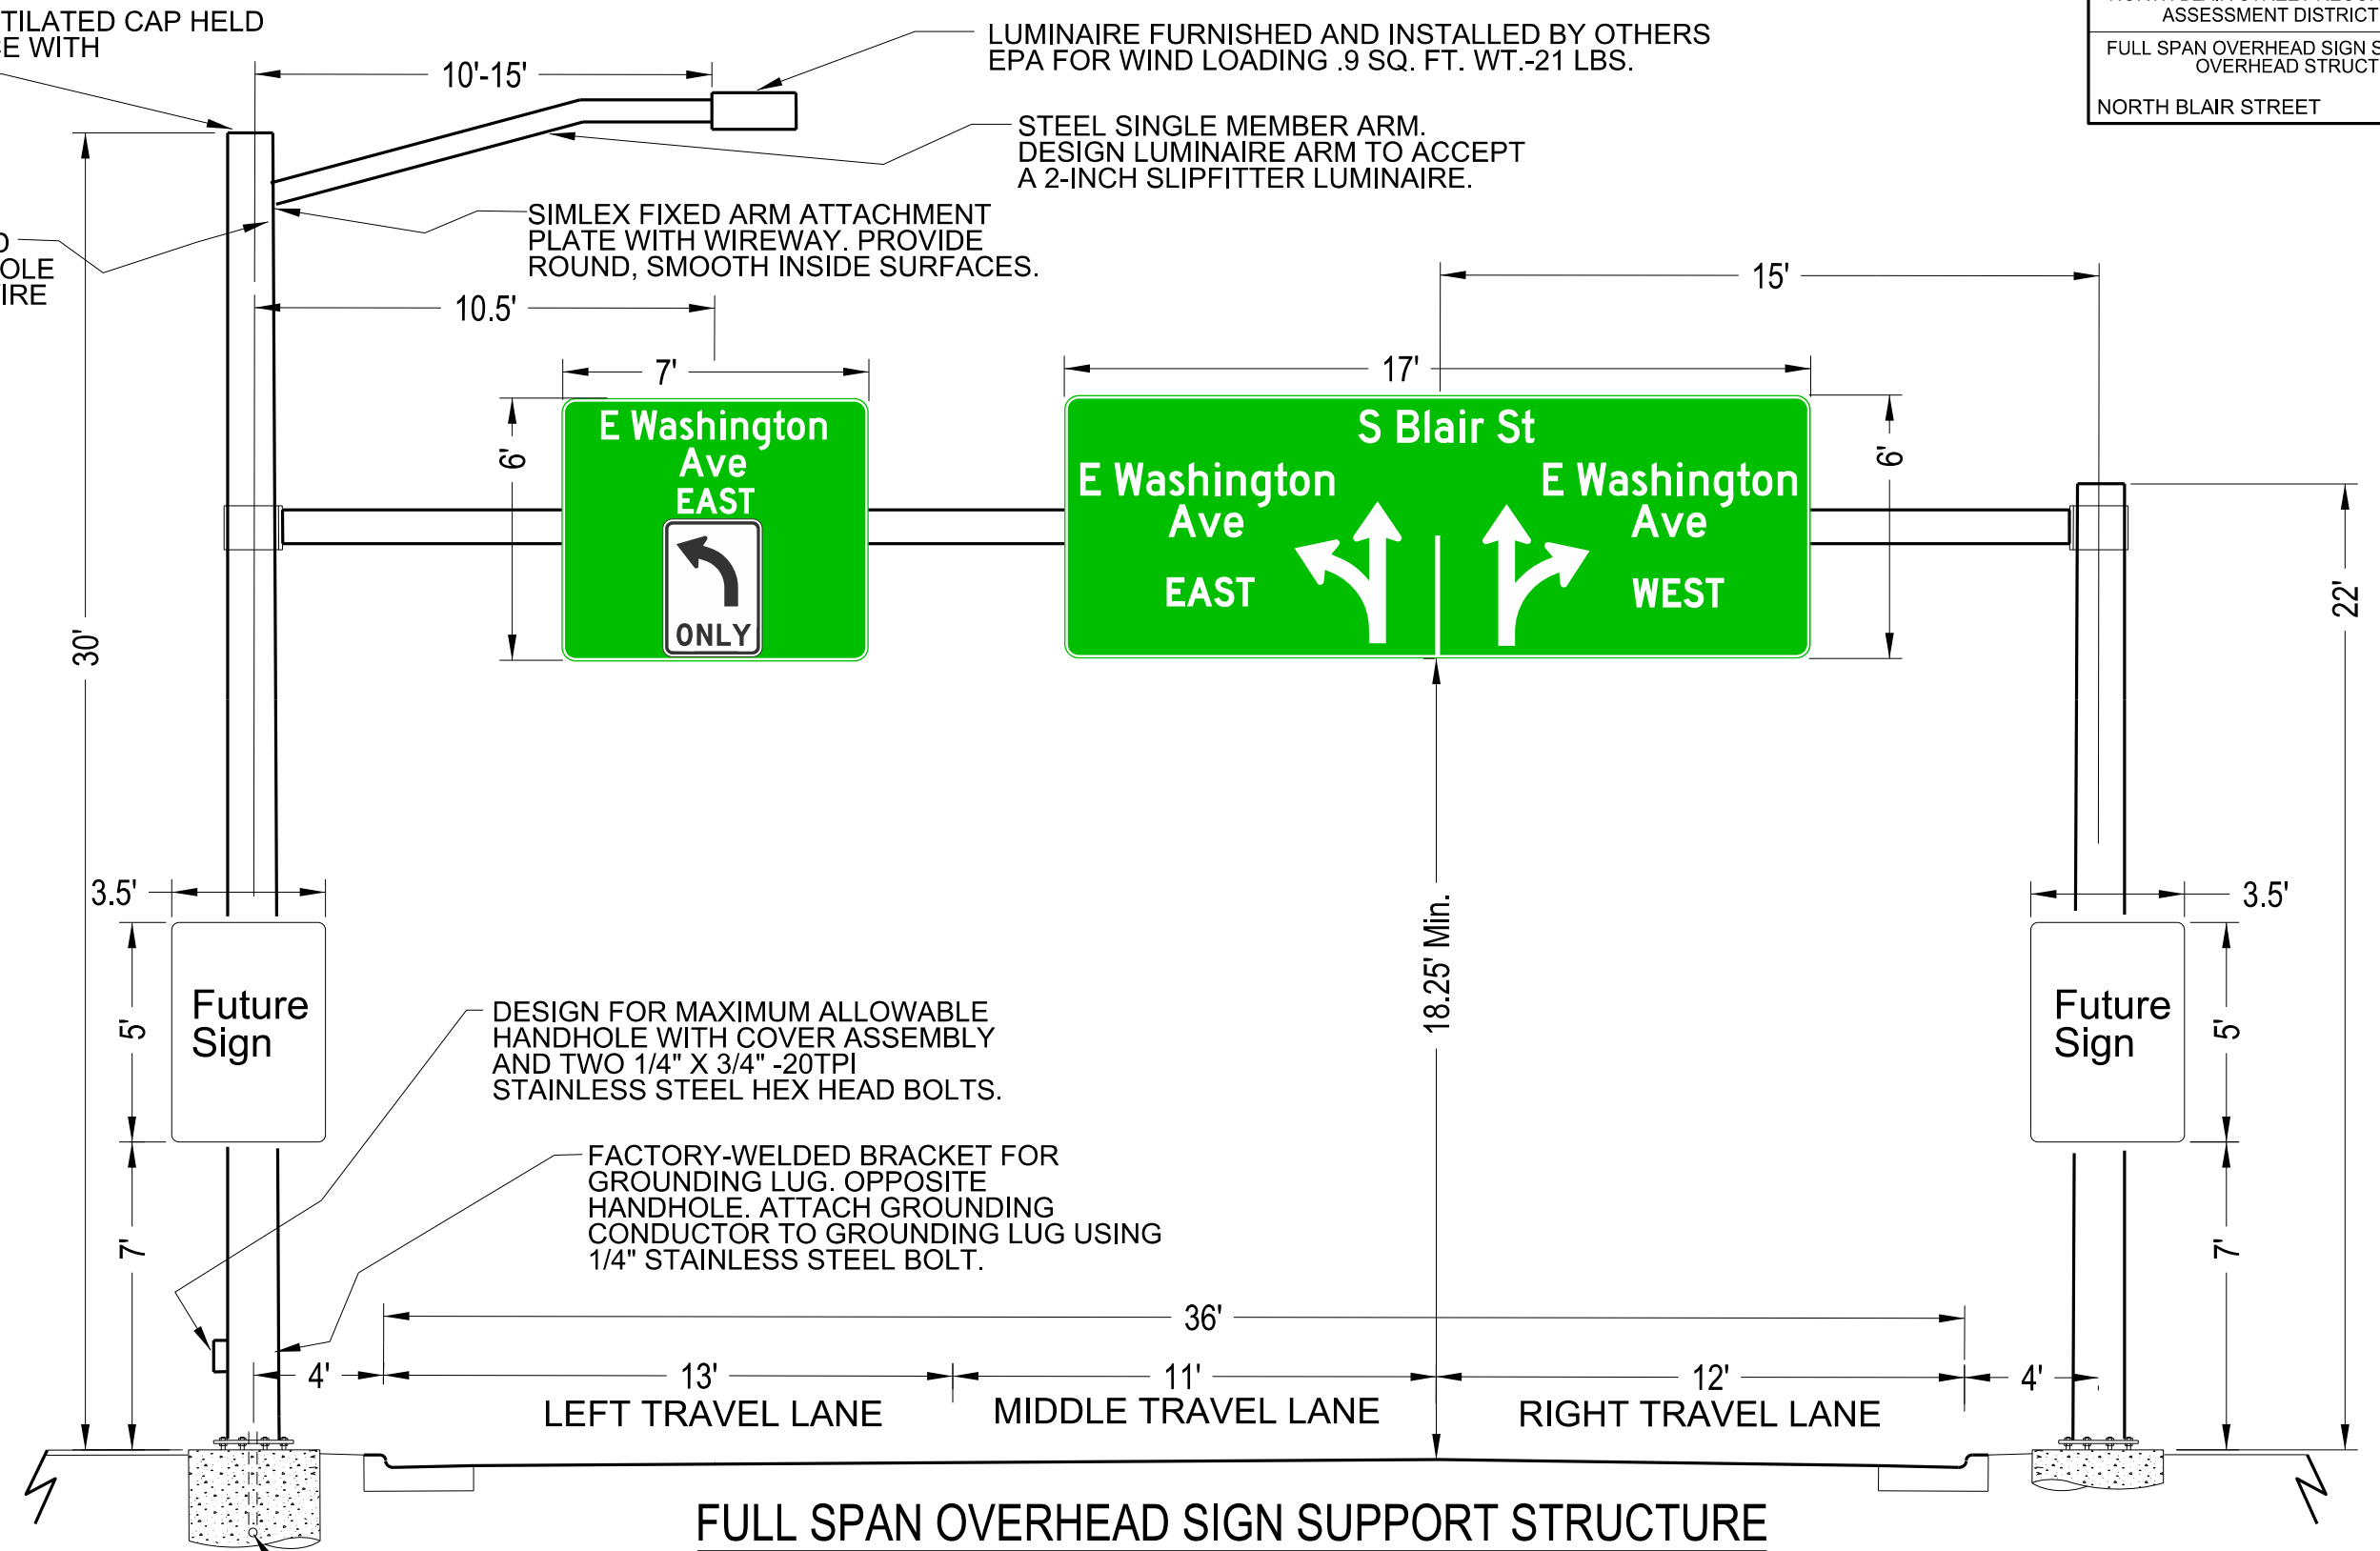 TILATED CAP HELD
CE WITH
10'-15'
LUMINAIRE FURNISHED AND INSTALLED BY OTHERS
EPA FOR WIND LOADING .9 SQ. FT. WT.-21 LBS.
ASSESSMENT DISTRICT
FULL SPAN OVERHEAD SIGN S
OVERHEAD STRUCT
NORTH BLAIR STREET
STEEL SINGLE MEMBER ARM.
DESIGN LUMINAIRE ARM TO ACCEPT
A 2-INCH SLIPFITTER LUMINAIRE.
SIMLEX FIXED ARM ATTACHMENT
PLATE WITH WIREWAY. PROVIDE
ROUND, SMOOTH INSIDE SURFACES.
OLE
IRE
10.5'
15'
7'
17'
6'
E Washington
Ave
EAST
ONLY
S Blair St
E Washington
Ave
EAST
E Washington
Ave
WEST
6'
30'
22'
18.25' Min.
3.5'
5'
Future
Sign
7'
3.5'
Future
Sign
5'
7'
DESIGN FOR MAXIMUM ALLOWABLE
HANDHOLE WITH COVER ASSEMBLY
AND TWO 1/4" X 3/4" -20TPI
STAINLESS STEEL HEX HEAD BOLTS.
FACTORY-WELDED BRACKET FOR
GROUNDING LUG. OPPOSITE
HANDHOLE. ATTACH GROUNDING
CONDUCTOR TO GROUNDING LUG USING
1/4" STAINLESS STEEL BOLT.
36'
4'
13'
11'
12'
4'
LEFT TRAVEL LANE
MIDDLE TRAVEL LANE
RIGHT TRAVEL LANE
FULL SPAN OVERHEAD SIGN SUPPORT STRUCTURE